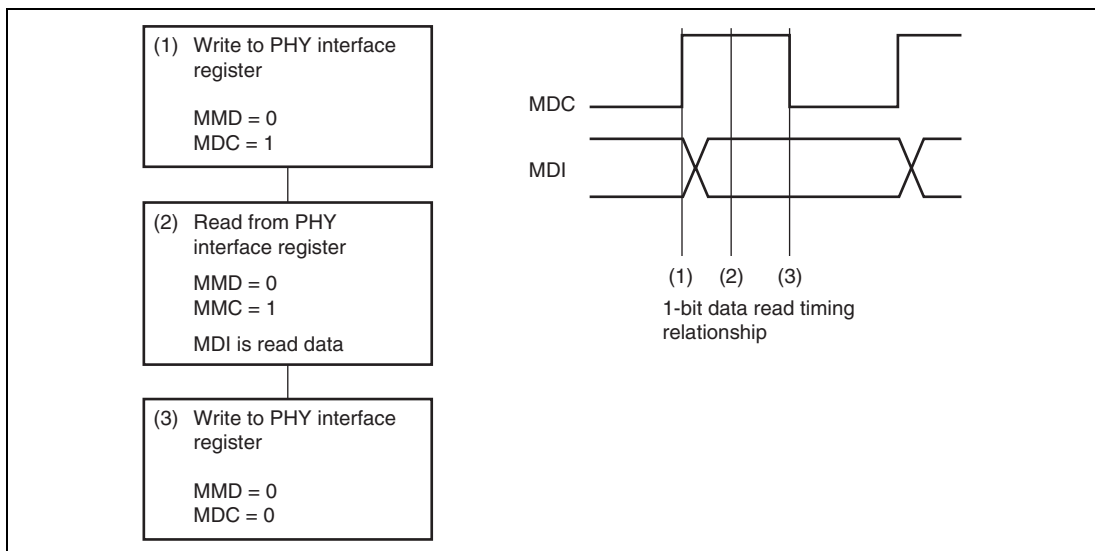 (1) Write to PHY interface
register
MMD = 0
MDC = 1
(2) Read from PHY
interface register
MMD = 0
MMC = 1
MDI is read data
(3) Write to PHY interface
register
MMD = 0
MDC = 0
MDC
MDI
(1) (2) (3)
1-bit data read timing
relationship